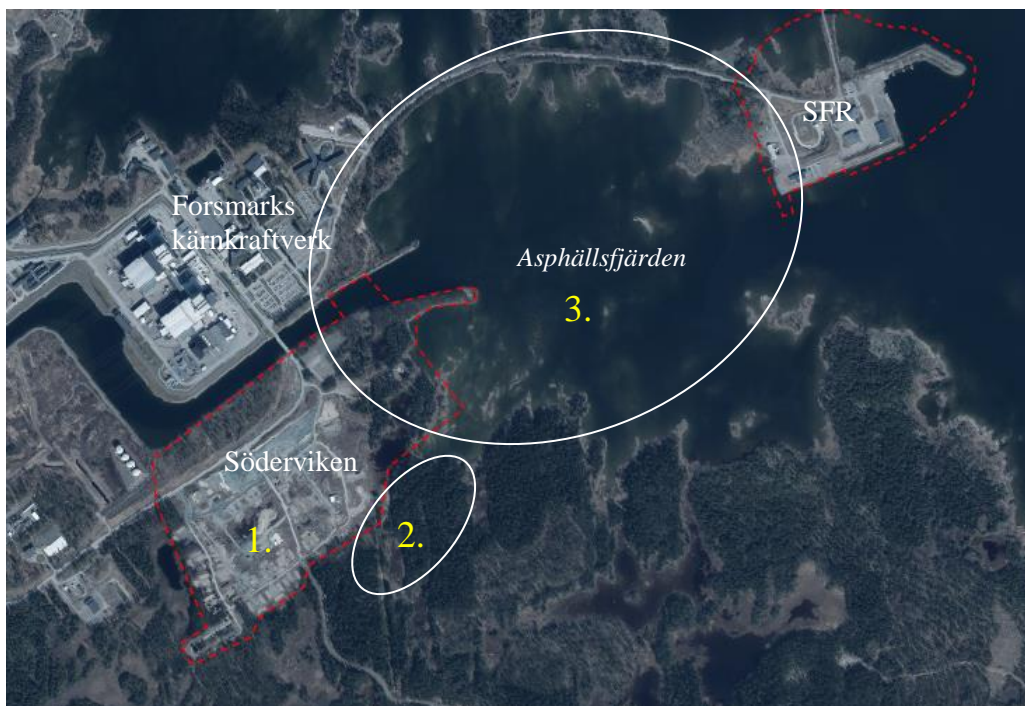 SFR
Forsmarks
kärnkraftverk
Asphällsfjärden
3.
Söderviken
1.
2.